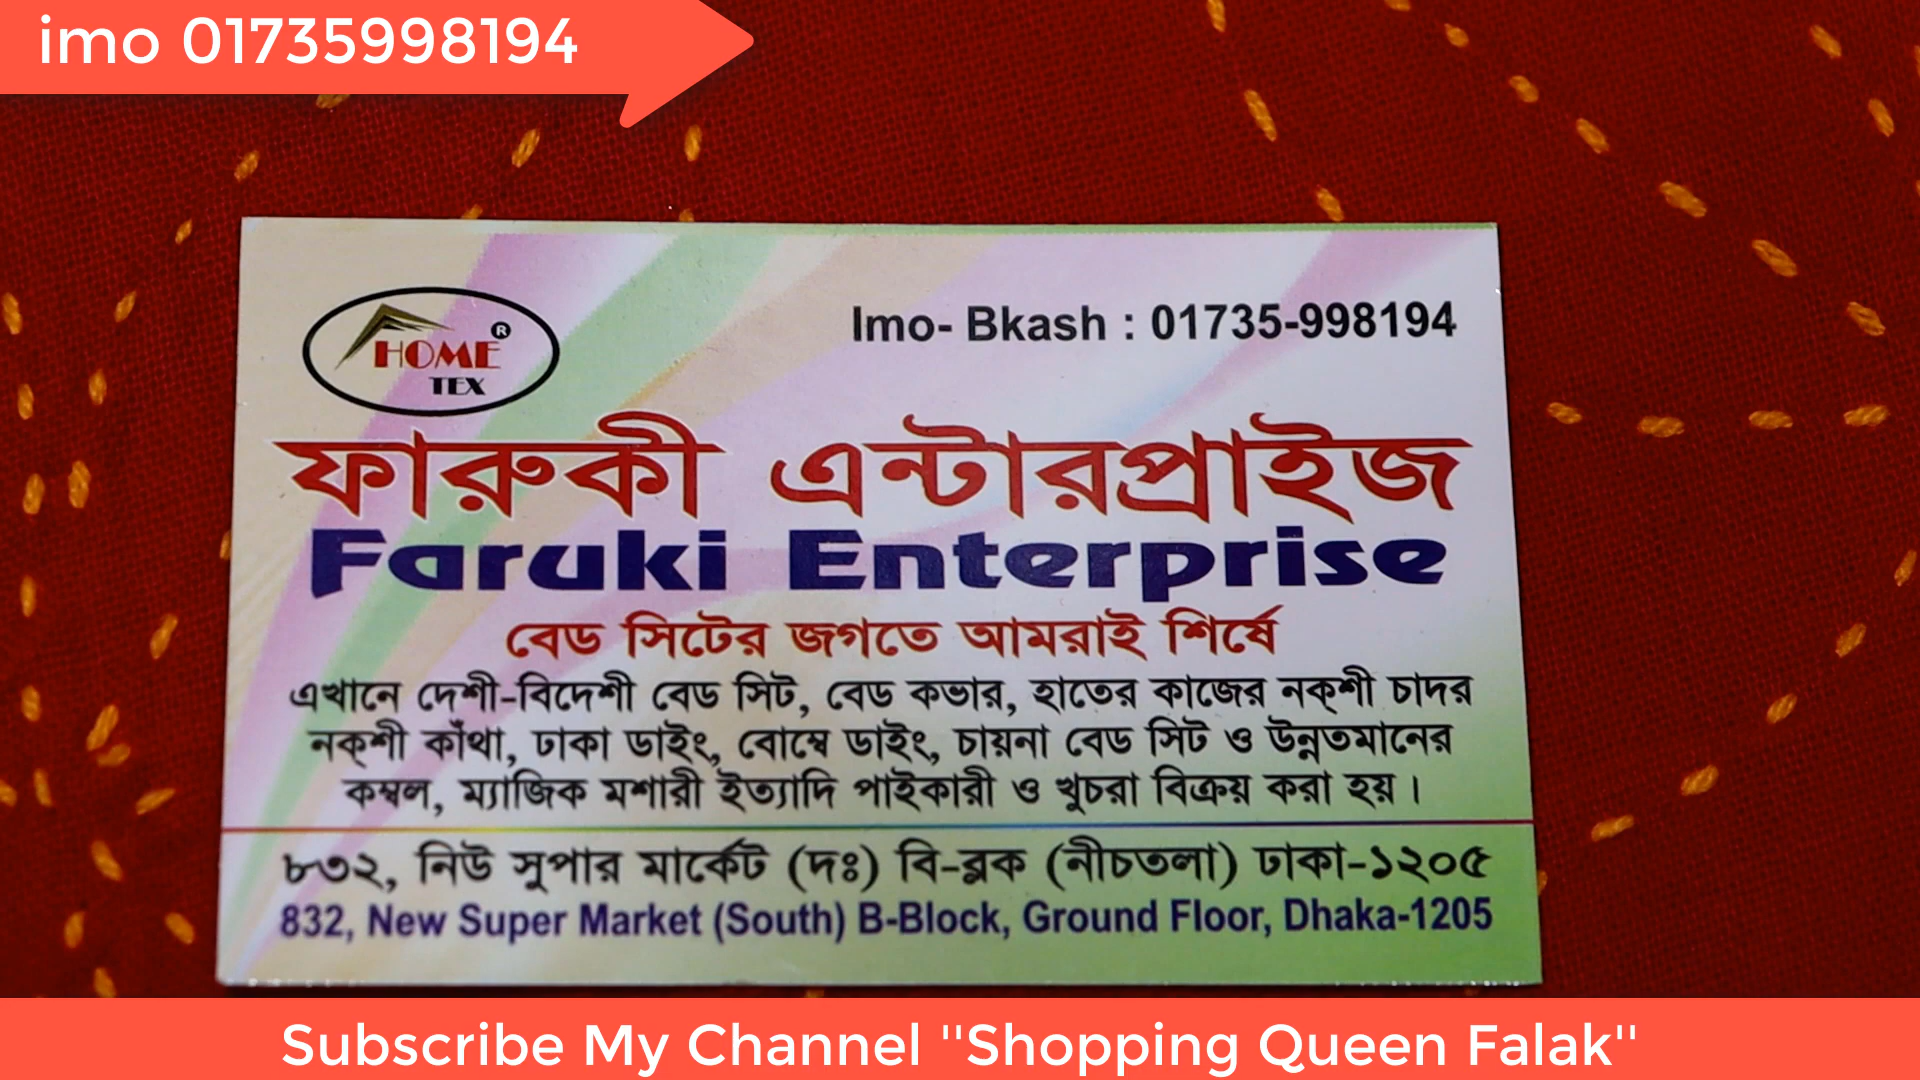 imo 01735998194
HOME ®
TEX
Imo- Bkash : 01735-998194
ফারুকী এন্টারপ্রাইজ
Faruki Enterprise
বেড সিটের জগতে আমরাই শির্ষে
এখানে দেশী-বিদেশী বেড সিট, বেড কভার, হাতের কাজের নক্শী চাদর
নক্শী কাঁথা, ঢাকা ডাইং, বোম্বে ডাইং, চায়না বেড সিট ও উন্নতমানের
কম্বল, ম্যাজিক মশারী ইত্যাদি পাইকারী ও খুচরা বিক্রয় করা হয় ।
৮৩২, নিউ সুপার মার্কেট (দঃ) বি-ব্লক (নীচতলা) ঢাকা-১২০৫
832, New Super Market (South) B-Block, Ground Floor, Dhaka-1205
Subscribe My Channel "Shopping Queen Falak"